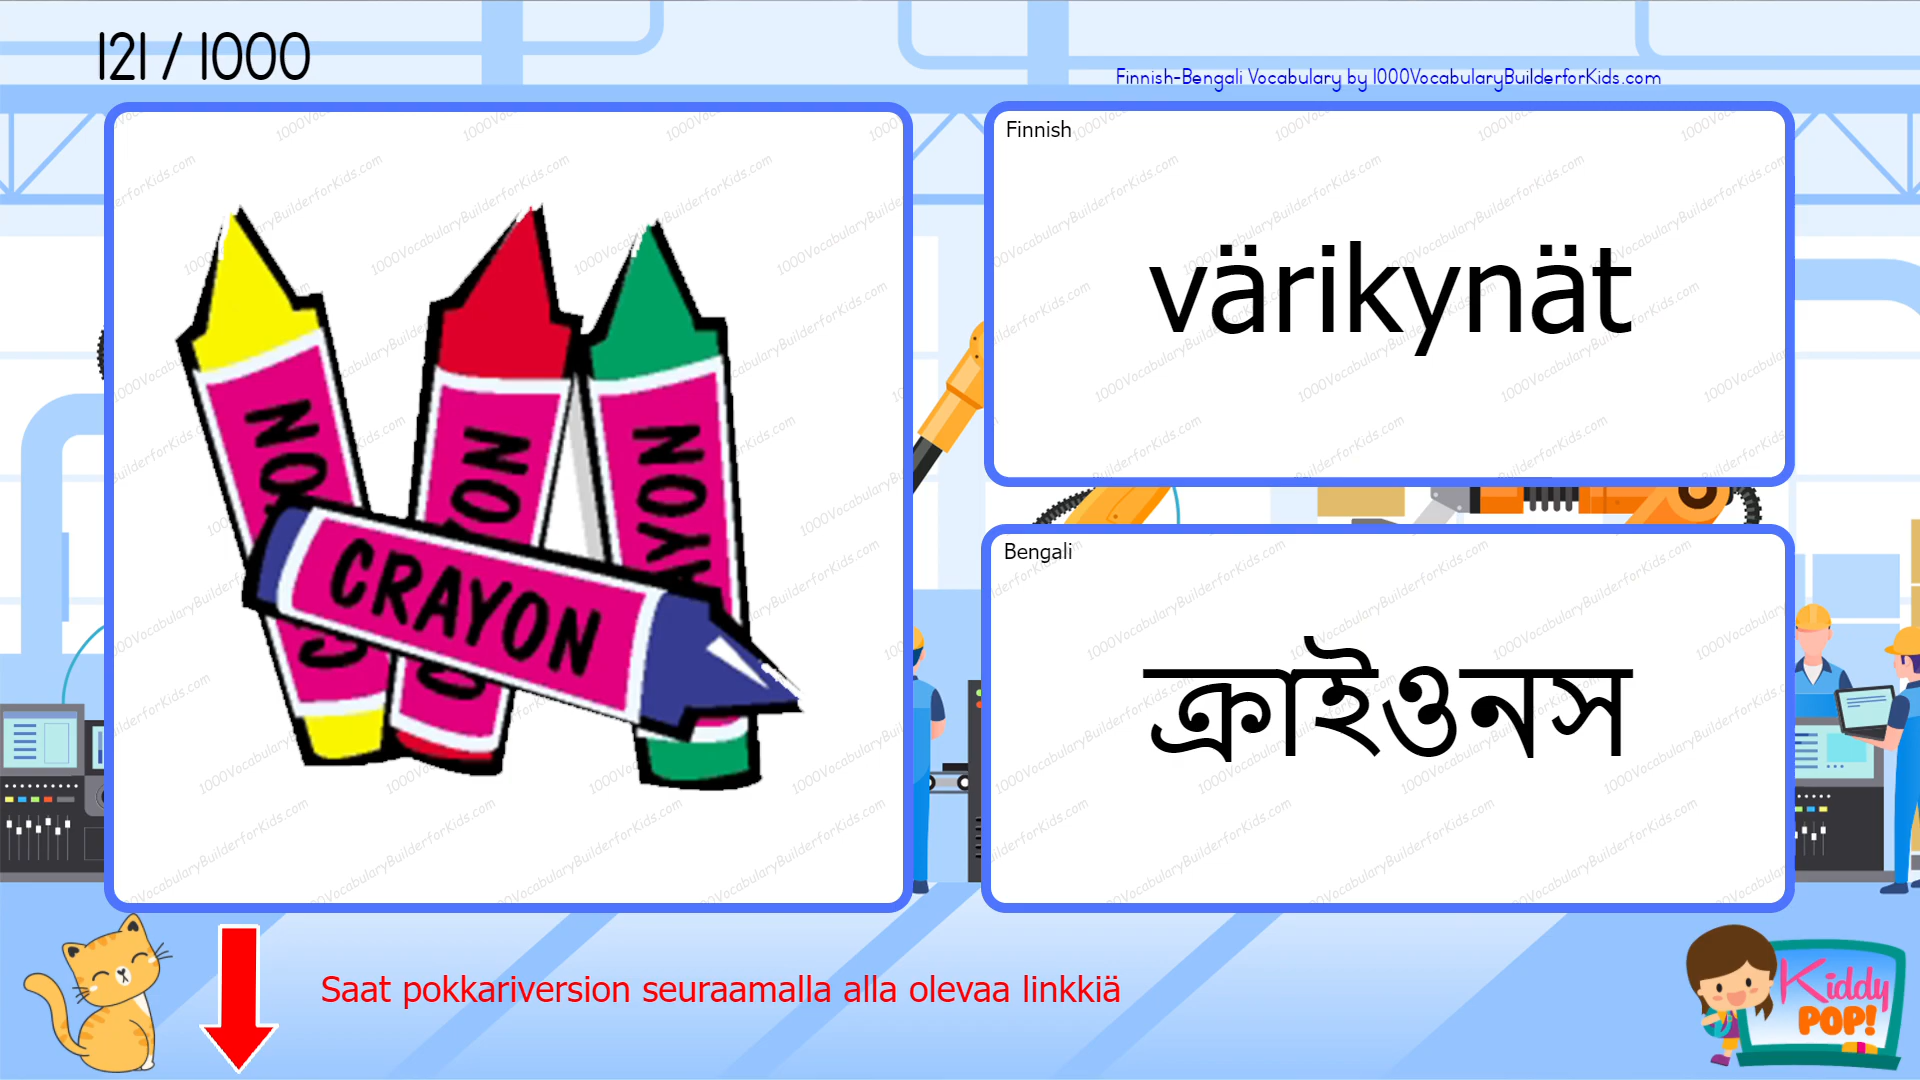 121 / 1000
Finnish-Bengali Vocabulary by 1000VocabularyBuilderforKids.com
Finnish
värikynät
CRAYON
Bengali
ক্রাইওনস
Saat pokkariversion seuraamalla alla olevaa linkkiä
Kiddy
POP!